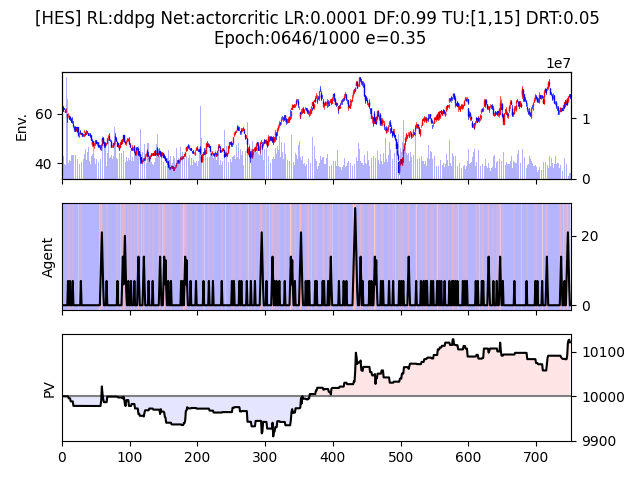 [HES] RL:ddpg Net:actorcritic LR:0.0001 DF:0.99 TU:[1,15] DRT:0.05
Epoch:0646/1000 e=0.35
1e7
Env.
60
40
1
0
Agent
20
0
PV
10100
10000
9900
0 100 200 300 400 500 600 700